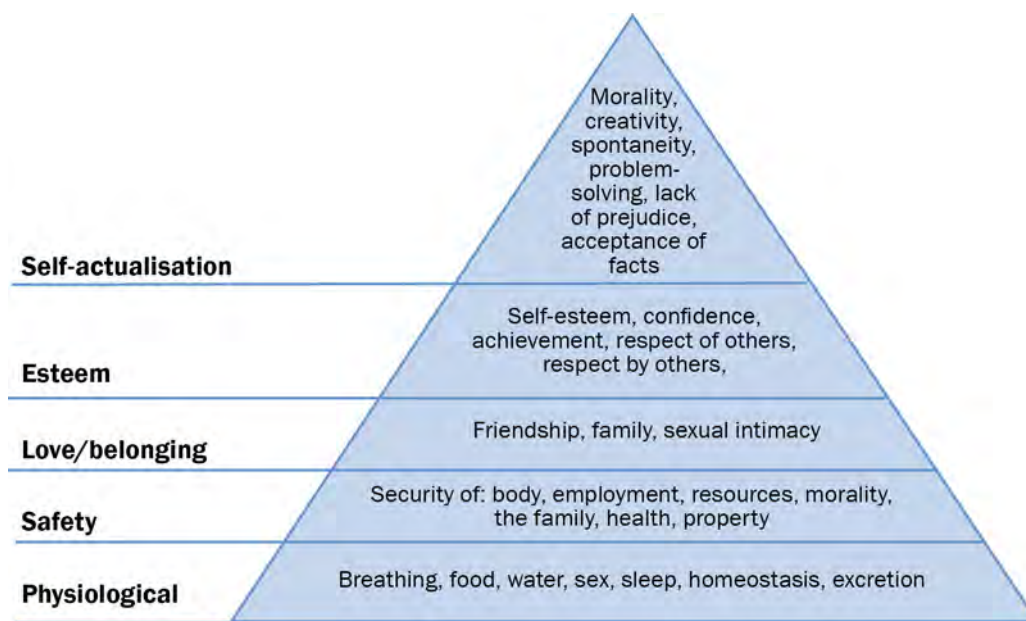 Morality,
creativity,
spontaneity,
problem-
solving, lack
of prejudice,
acceptance of
facts
Self-actualisation
Self-esteem, confidence,
achievement, respect of others,
respect by others,
Esteem
Friendship, family, sexual intimacy
Love/belonging
Security of: body, employment, resources, morality,
the family, health, property
Safety
Breathing, food, water, sex, sleep, homeostasis, excretion
Physiological